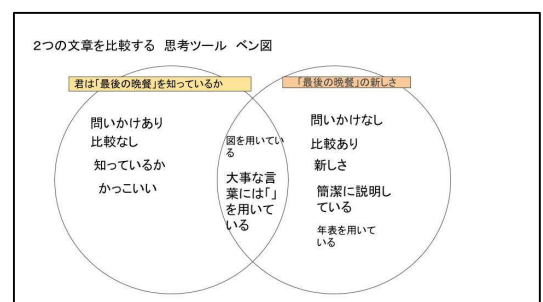 ２つの文章を比較する 思考ツール ベン図
君は「最後の晩餐」を知っているか
「最後の晩餐」の新しさ
問いかけあり
比較なし
知っているか
かっこいい
図を用いてい
る
大事な言
葉には「」
を用いて
いる
問いかけなし
比較あり
新しさ
簡潔に説明し
ている
年表を用いて
いる